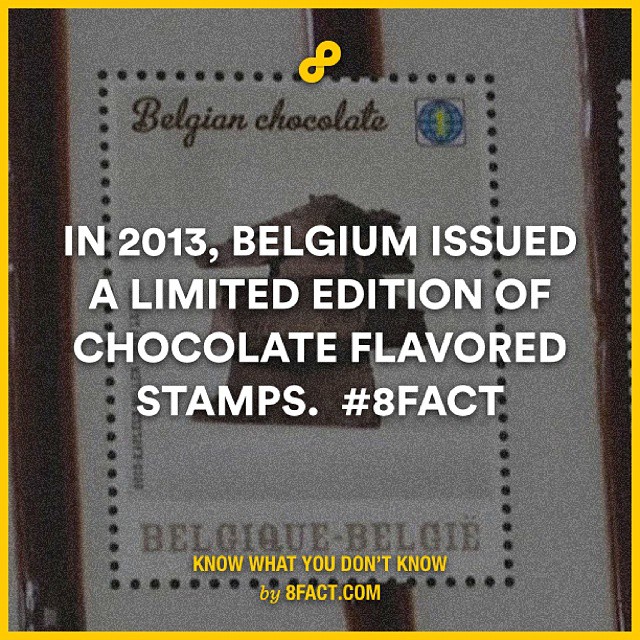 Belgian chocolate
1
IN 2013, BELGIUM ISSUED
A LIMITED EDITION OF
CHOCOLATE FLAVORED
STAMPS. #8FACT
BELGIQUE-BELGIË
KNOW WHAT YOU DON'T KNOW
by 8FACT.COM